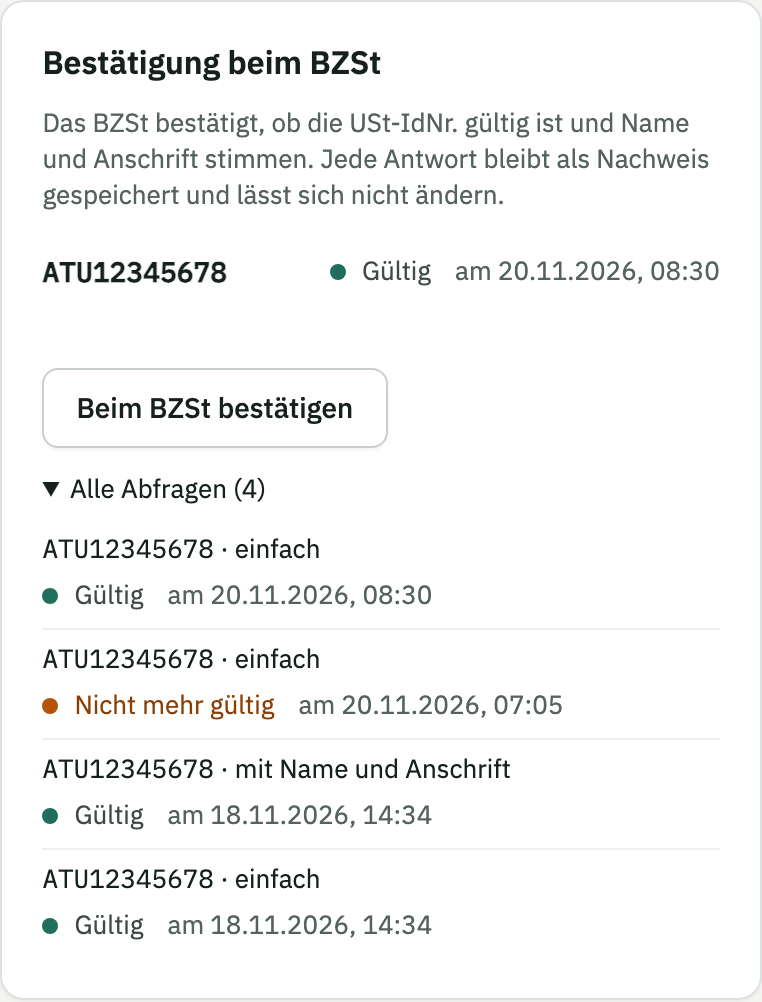 Bestätigung beim BZSt
Das BZSt bestätigt, ob die USt-IdNr. gültig ist und Name
und Anschrift stimmen. Jede Antwort bleibt als Nachweis
gespeichert und lässt sich nicht ändern.
ATU12345678 Gültig am 20.11.2026, 08:30
Beim BZSt bestätigen
Alle Abfragen (4)
ATU12345678 · einfach
Gültig am 20.11.2026, 08:30
ATU12345678 · einfach
Nicht mehr gültig am 20.11.2026, 07:05
ATU12345678 · mit Name und Anschrift
Gültig am 18.11.2026, 14:34
ATU12345678 · einfach
Gültig am 18.11.2026, 14:34